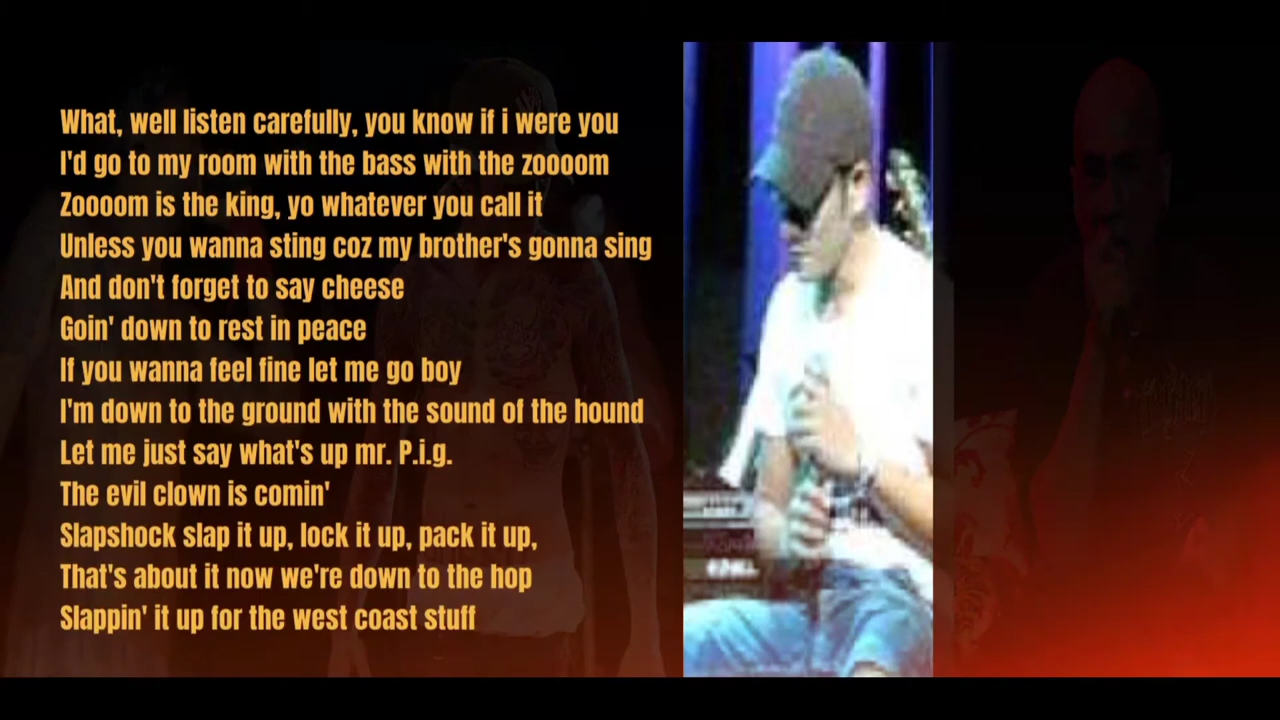 What, well listen carefully, you know if i were you
I'd go to my room with the bass with the zoooom
Zoooom is the king, yo whatever you call it
Unless you wanna sting coz my brother's gonna sing
And don't forget to say cheese
Goin' down to rest in peace
If you wanna feel fine let me go boy
I'm down to the ground with the sound of the hound
Let me just say what's up mr. P.i.g.
The evil clown is comin'
Slapshock slap it up, lock it up, pack it up,
That's about it now we're down to the hop
Slappin' it up for the west coast stuff